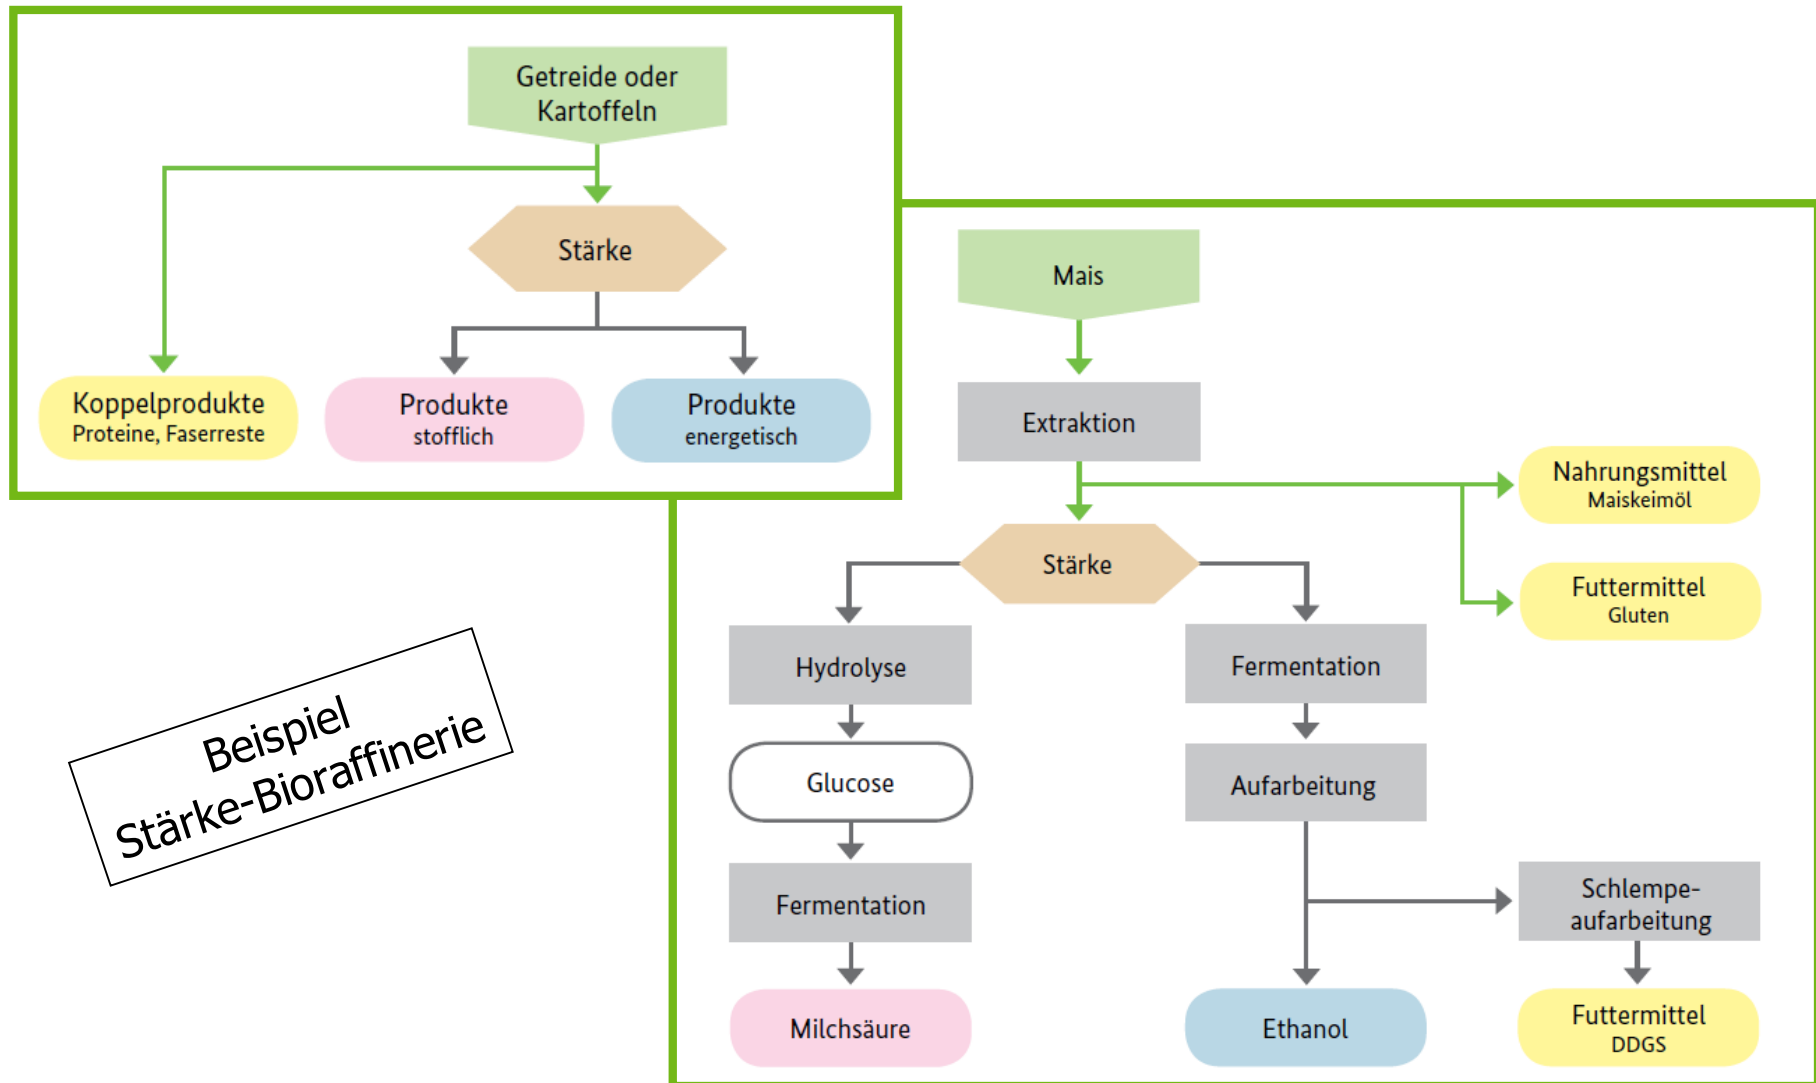 Getreide oder
Kartoffeln
Stärke
Koppelprodukte
Proteine, Faserreste
Produkte
stofflich
Produkte
energetisch
Mais
Extraktion
Nahrungsmittel
Maiskeimöl
Futtermittel
Gluten
Stärke
Hydrolyse
Fermentation
Glucose
Aufarbeitung
Fermentation
Schlempe-
aufarbeitung
Milchsäure
Ethanol
Futtermittel
DDGS
Beispiel
Stärke-Bioraffinerie